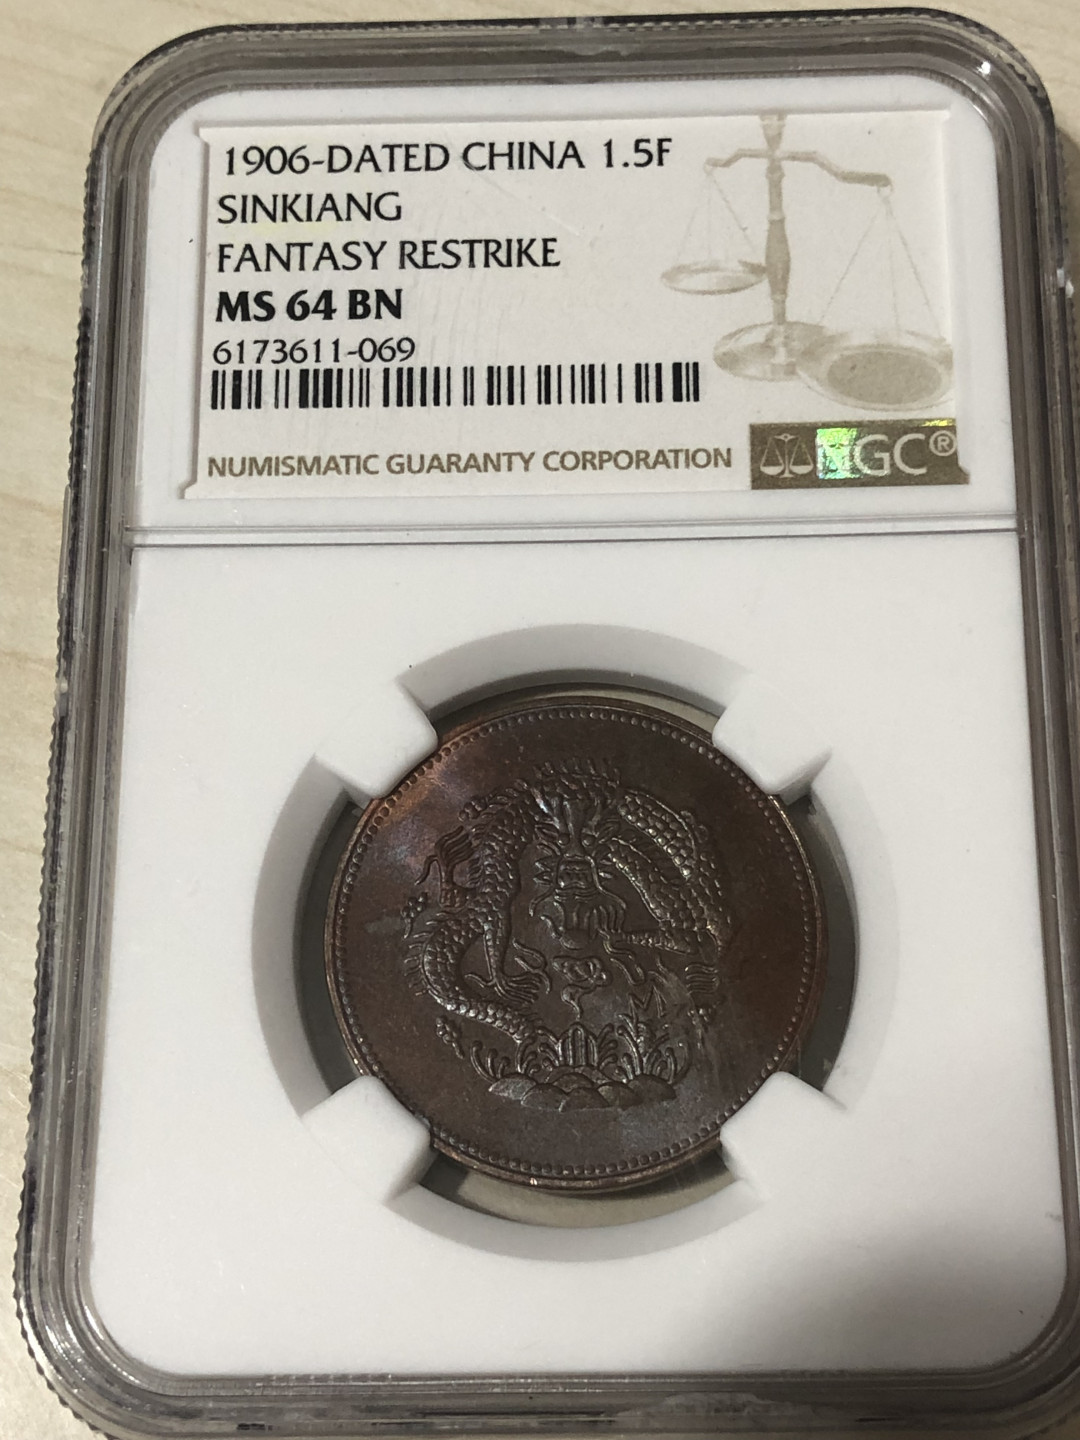 1906-DATED CHINA 1.5F
SINKIANG
FANTASY RESTRIKE
MS 64 BN
6173611-069
NUMISMATIC GUARANTY CORPORATION
NGC®